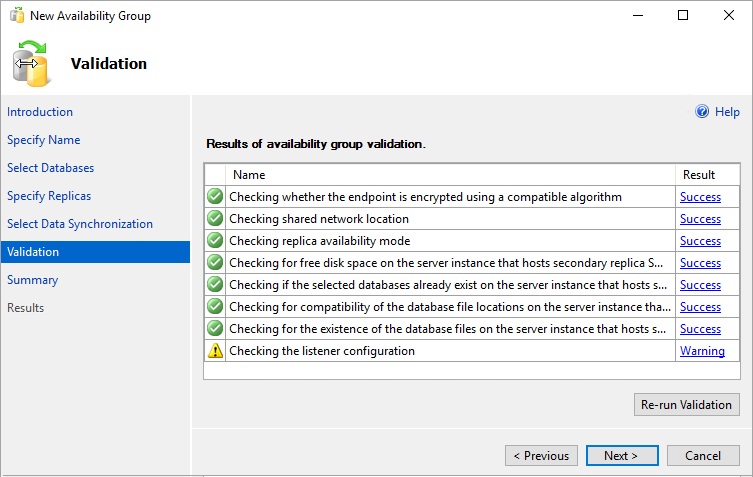 New Availability Group
Validation
Introduction
Specify Name
Select Databases
Specify Replicas
Select Data Synchronization
Validation
Summary
Results
Help
Results of availability group validation.
Name Result
Checking whether the endpoint is encrypted using a compatible algorithm Success
Checking shared network location Success
Checking replica availability mode Success
Checking for free disk space on the server instance that hosts secondary replica S... Success
Checking if the selected databases already exist on the server instance that hosts s... Success
Checking for compatibility of the database file locations on the server instance tha... Success
Checking for the existence of the database files on the server instance that hosts s... Success
Checking the listener configuration Warning
Re-run Validation
< Previous Next > Cancel